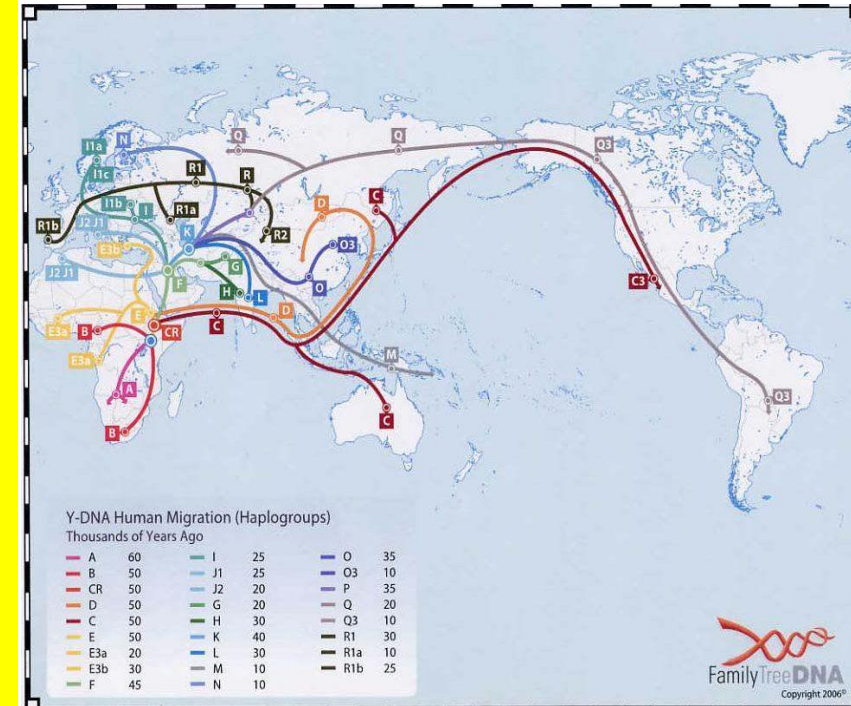 N
I1a
I1c
Q
Q
Q3
R1
R
I1b
I
R1a
D
C
R1b
J2 J1
K
R2
E3b
O3
J2 J1
G
F
H
L
O
C3
E
D
E3a
B
CR
C
E3a
M
A
Q3
C
B
Y-DNA Human Migration (Haplogroups)
Thousands of Years Ago
A 60 I 25 O 35
B 50 J1 25 O3 10
CR 50 J2 20 P 35
D 50 G 20 Q 20
C 50 H 30 Q3 10
E 50 K 40 R1 30
E3a 20 L 30 R1a 10
E3b 30 M 10 R1b 25
F 45 N 10
FamilyTreeDNA
Copyright 2006©